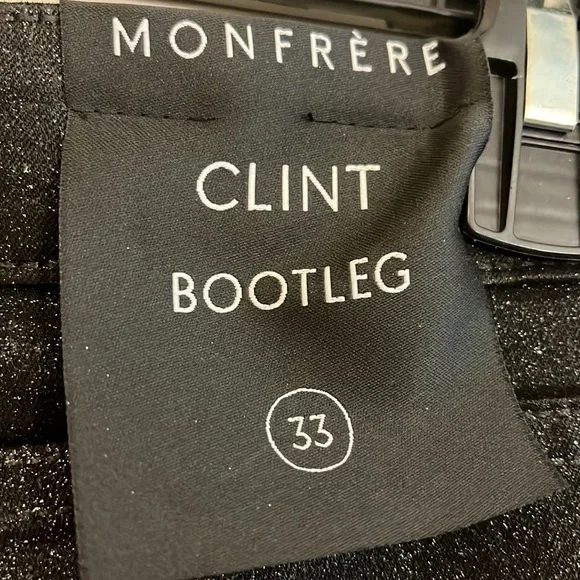 MONFRÈRE
CLINT
BOOTLEG
33